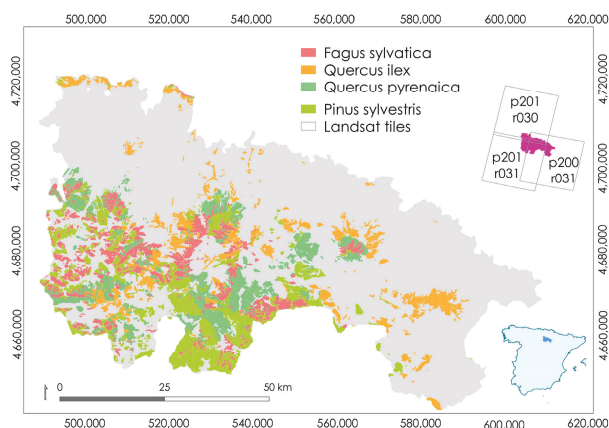 500,000 520,000 540,000 560,000 580,000 600,000 620,000
4,720,000
4,700,000
4,680,000
4,660,000
Fagus sylvatica
Quercus ilex
Quercus pyrenaica
Pinus sylvestris
Landsat tiles
p201
r030
p201
r031
p200
r031
4,720,000
4,700,000
4,680,000
4,660,000
0 25 50 km
500,000 520,000 540,000 560,000 580,000 600,000 620,000